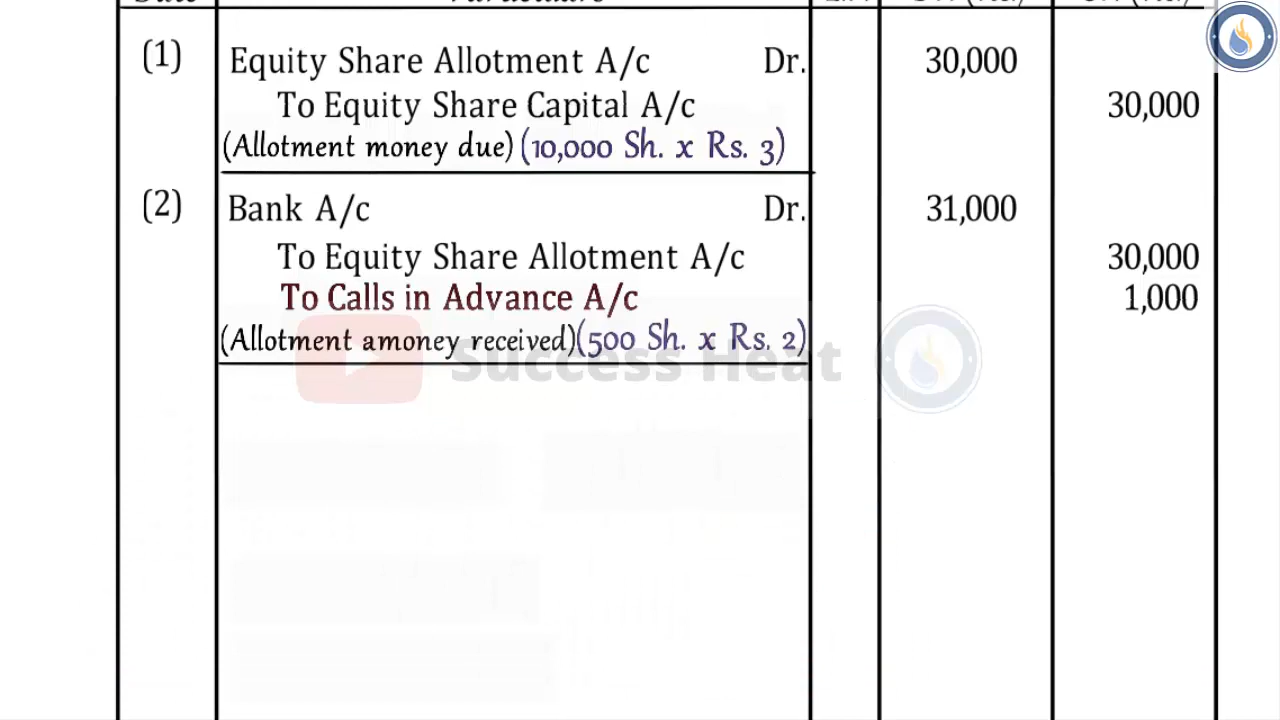 (1) Equity Share Allotment A/c Dr. 30,000
To Equity Share Capital A/c 30,000
(Allotment money due) (10,000 Sh. x Rs. 3)
(2) Bank A/c Dr. 31,000
To Equity Share Allotment A/c 30,000
To Calls in Advance A/c 1,000
(Allotment amoney received)(500 Sh. x Rs. 2)
Success Heat